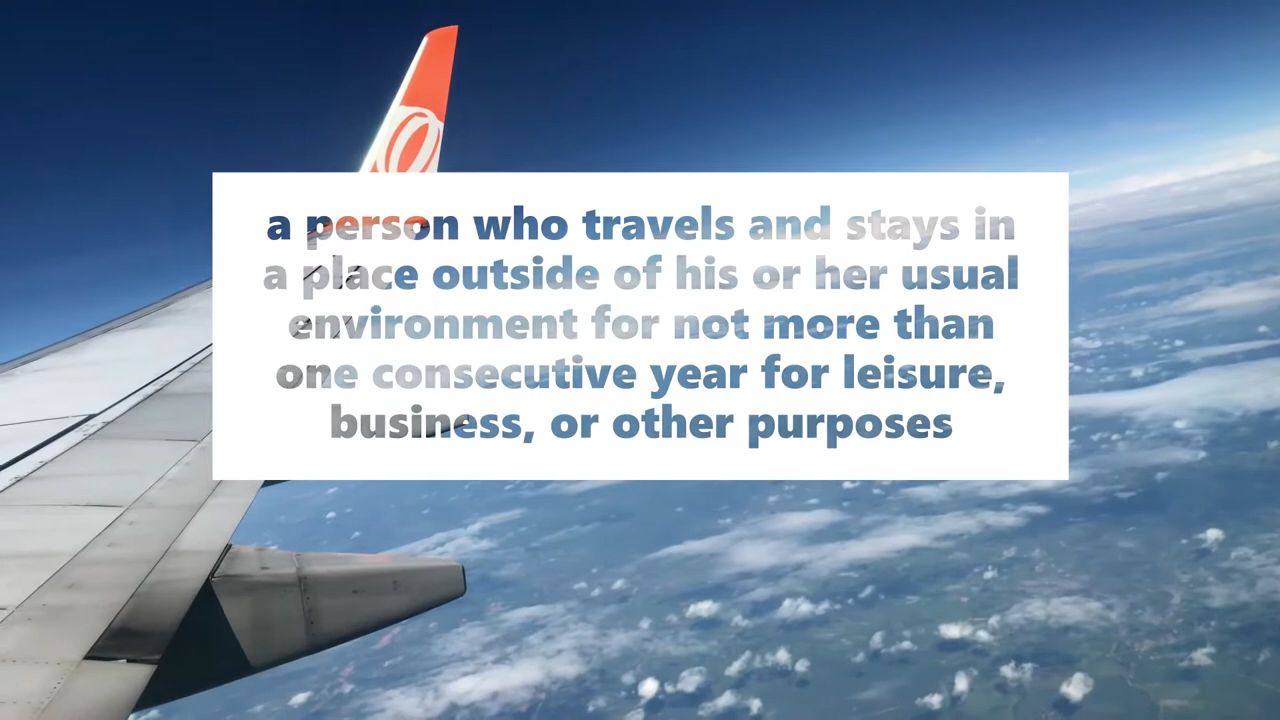 a person who travels and stays in
a place outside of his or her usual
environment for not more than
one consecutive year for leisure,
business, or other purposes